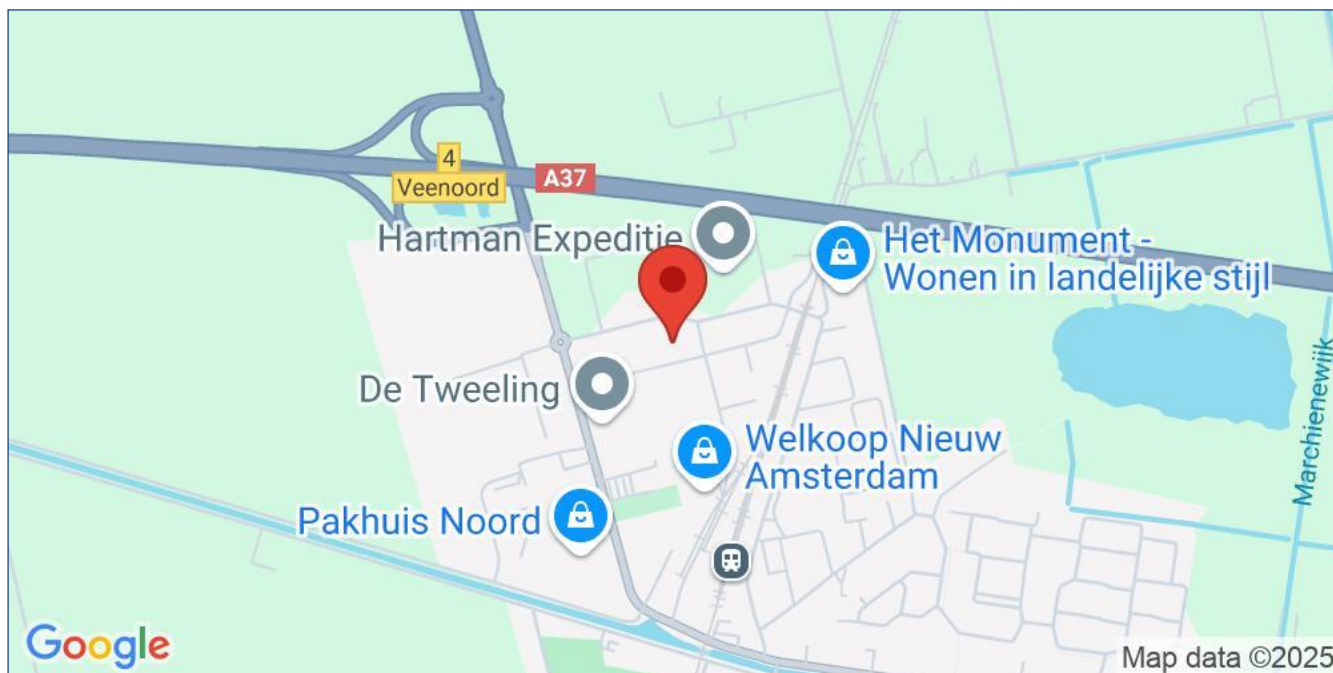 4
Veenoord
A37
Hartman Expeditie
Het Monument -
Wonen in landelijke stijl
De Tweeling
Marchienewijk
Welkoop Nieuw
Amsterdam
Pakhuis Noord
Google
Map data ©2025